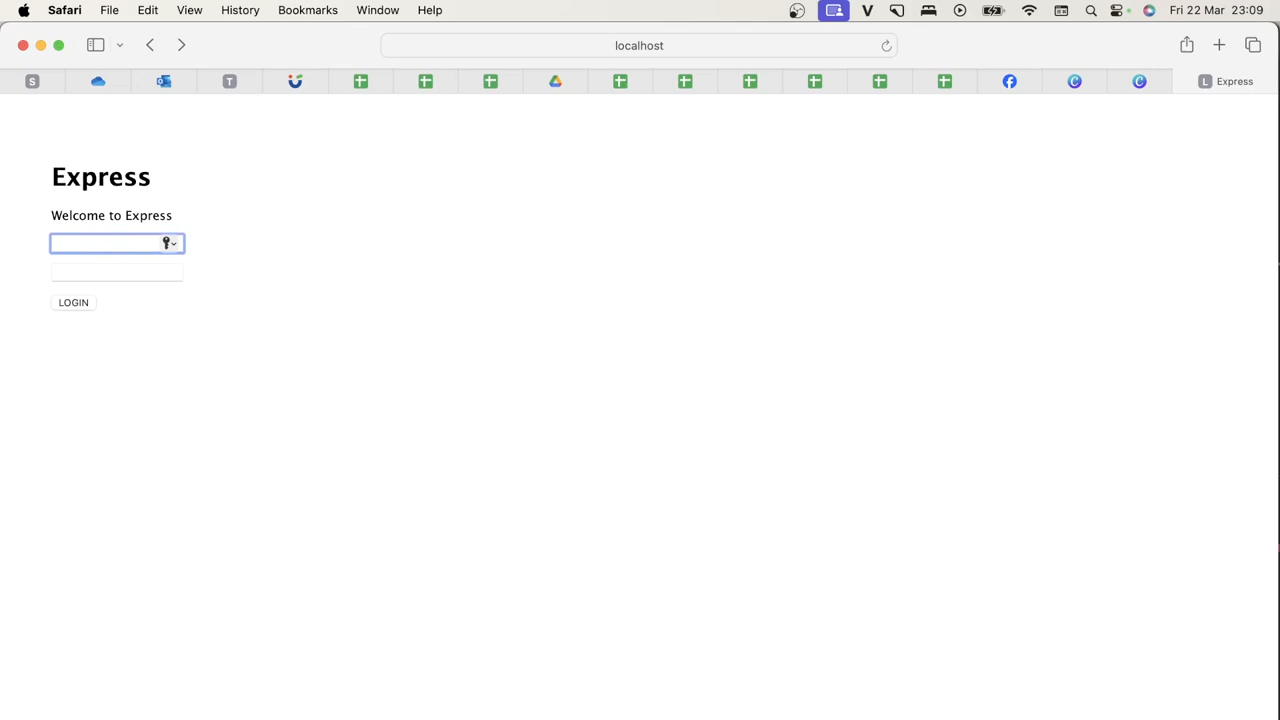 Safari File Edit View History Bookmarks Window Help Fri 22 Mar 23:09
localhost
S T L Express
Express
Welcome to Express
LOGIN